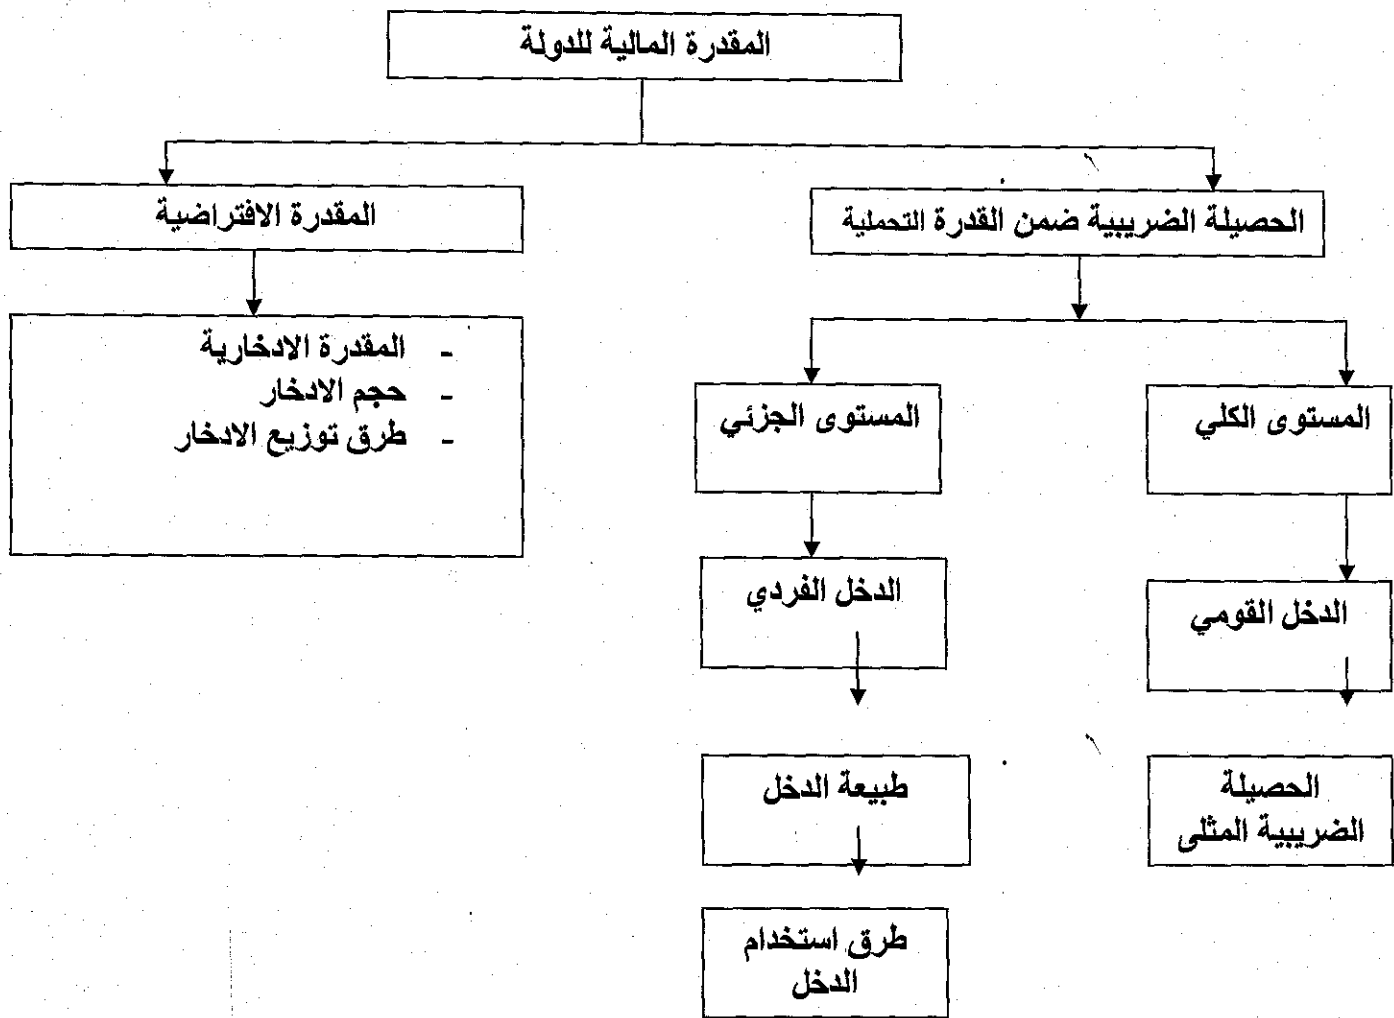 المقدرة المالية للدولة
الحصيلة الضريبية ضمن القدرة التحملية
المقدرة الافتراضية
- المقدرة الادخارية
- حجم الادخار
- طرق توزيع الادخار
المستوى الكلي
المستوى الجزئي
الدخل القومي
الدخل الفردي
الحصيلة
الضريبية المثلى
طبيعة الدخل
طرق استخدام
الدخل